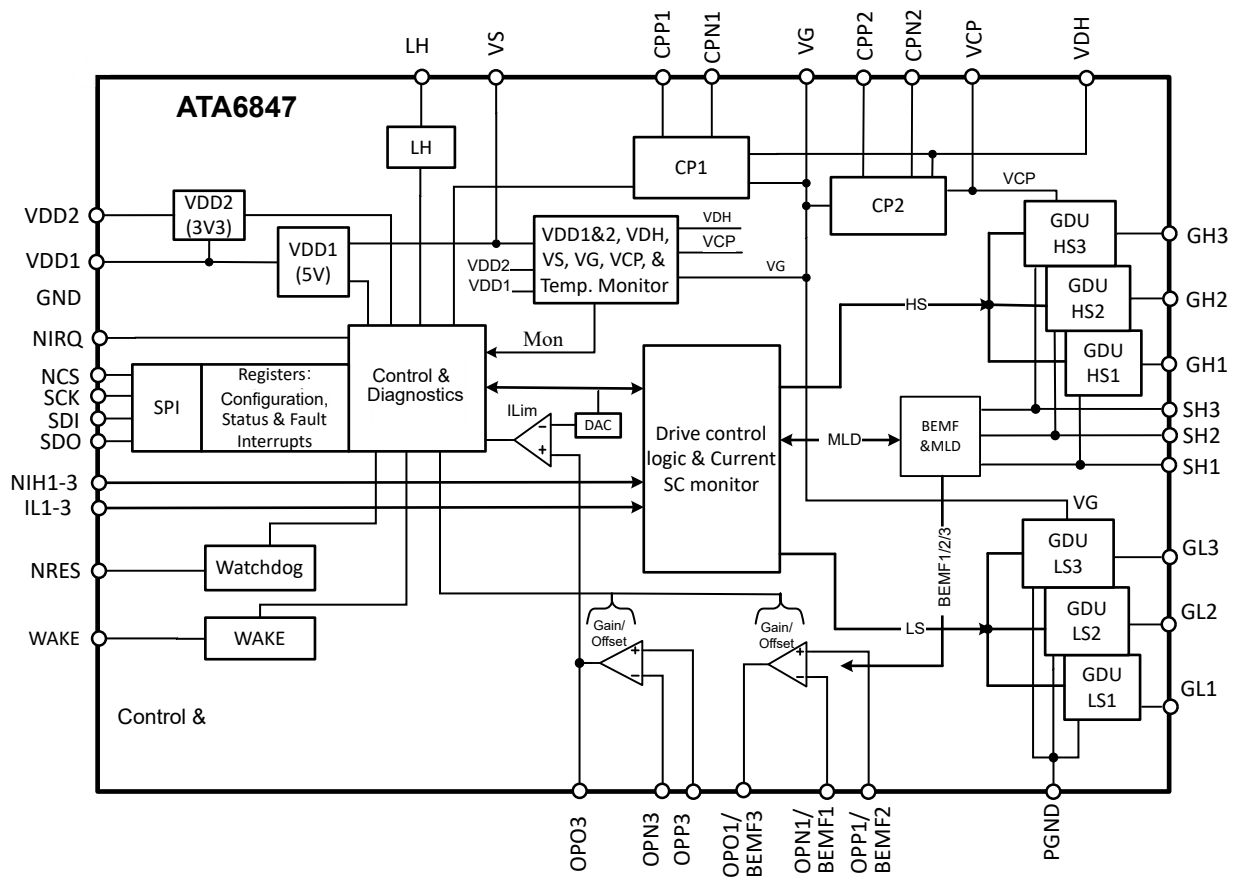 LH
VS
CPP1
CPN1
VG
CPP2
CPN2
VCP
VDH
ATA6847
LH
CP1
CP2
VCP
VDD2
VDD2
(3V3)
VDD1
VDD1
(5V)
GND
VDD1&2, VDH,
VS, VG, VCP, &
Temp. Monitor
VDH
VCP
VG
VDD2
VDD1
GDU
HS3
GH3
GDU
HS2
GH2
GDU
HS1
GH1
HS
NIRQ
Mon
NCS
SCK
SDI
SDO
SPI
Registers:
Configuration,
Status & Fault
Interrupts
Control &
Diagnostics
ILim
DAC
-
+
Drive control
logic & Current
SC monitor
MLD
BEMF
&MLD
SH3
SH2
SH1
NIH1-3
IL1-3
VG
BEMF1/2/3
GDU
LS3
GL3
GDU
LS2
GL2
GDU
LS1
GL1
LS
NRES
Watchdog
WAKE
WAKE
Gain/
Offset
+
-
Gain/
Offset
+
-
Control &
OPO3
OPN3
OPP3
OPO1/
BEMF3
OPN1/
BEMF1
OPP1/
BEMF2
PGND